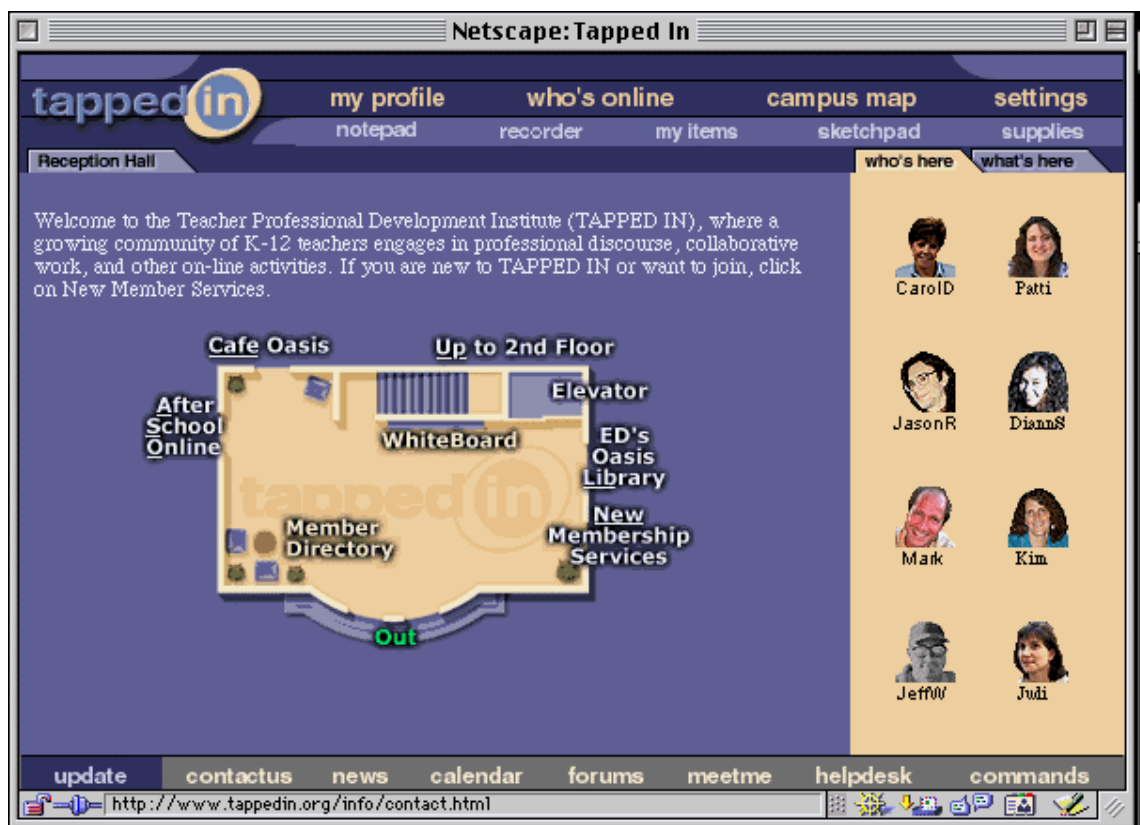 Netscape: Tapped In
tapped in
my profile who's online campus map settings
notepad recorder my items sketchpad supplies
Reception Hall
who's here what's here
Welcome to the Teacher Professional Development Institute (TAPPED IN), where a
growing community of K-12 teachers engages in professional discourse, collaborative
work, and other on-line activities. If you are new to TAPPED IN or want to join, click
on New Member Services.
Cafe Oasis
Up to 2nd Floor
Elevator
After
School
Online
WhiteBoard
ED's
Oasis
Library
tapped in
New
Membership
Services
Member
Directory
Out
CarolD Patti
JasonR DiannS
Mark Kim
JeffW Judi
update contactus news calendar forums meetme helpdesk commands
http://www.tappedin.org/info/contact.html